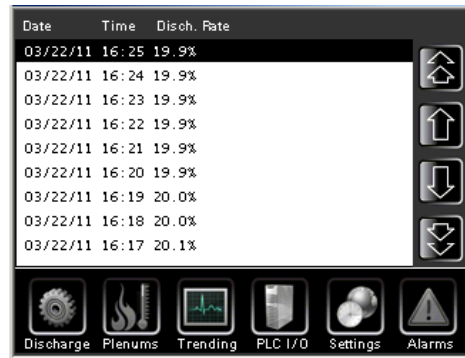 Date Time Disch. Rate
03/22/11 16:25 19.9%
03/22/11 16:24 19.9%
03/22/11 16:23 19.9%
03/22/11 16:22 19.9%
03/22/11 16:21 19.9%
03/22/11 16:20 19.9%
03/22/11 16:19 20.0%
03/22/11 16:18 20.0%
03/22/11 16:17 20.1%
Discharge Plenums Trending PLC I/O Settings Alarms